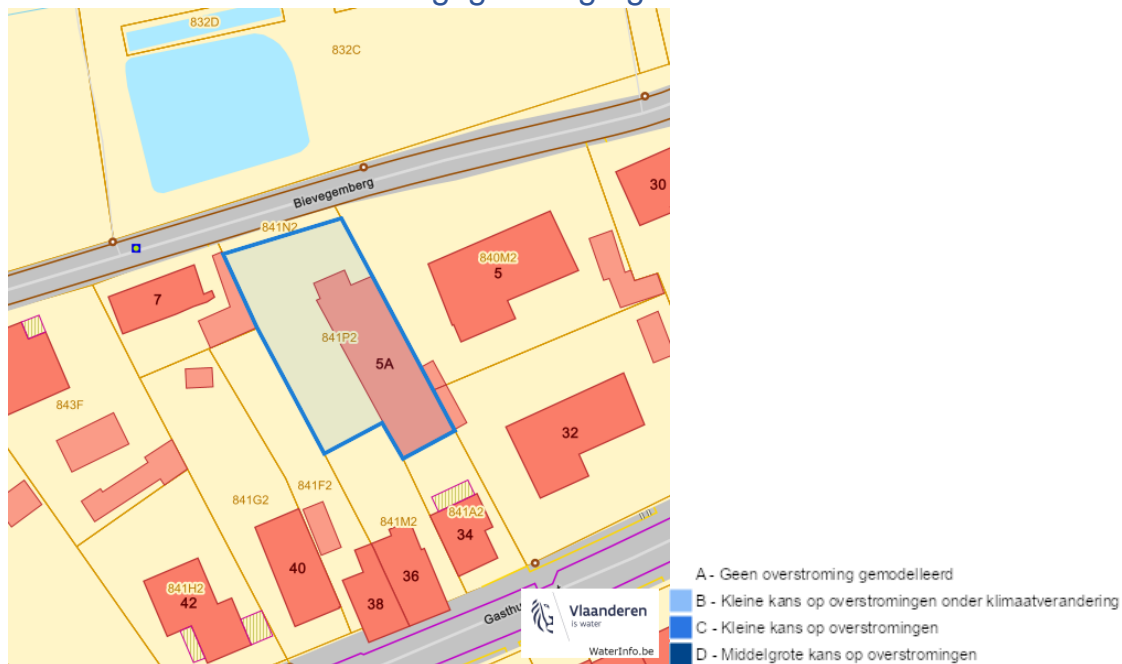 832D
832C
Bievegemberg
30
841N2
840M2
5
7
841P2
5A
843F
32
841G2
841F2
841M2
841A2
34
40
36
38
841H2
42
Vlaanderen
is water
WaterInfo.be
A - Geen overstroming gemodelleerd
B - Kleine kans op overstromingen onder klimaatverandering
C - Kleine kans op overstromingen
D - Middelgrote kans op overstromingen